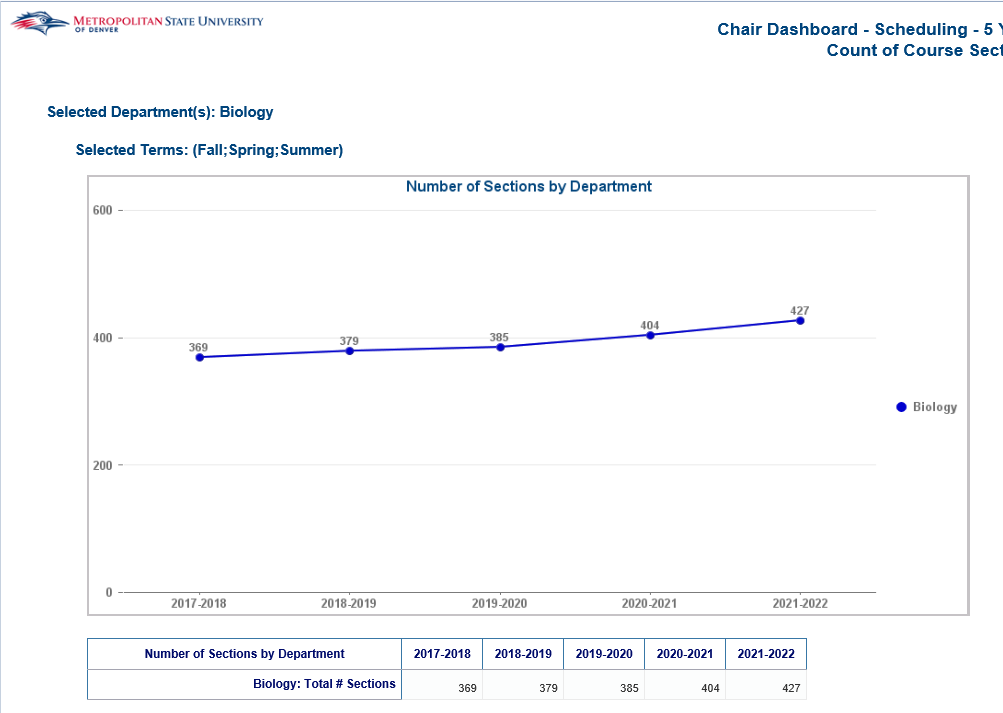 METROPOLITAN STATE UNIVERSITY
OF DENVER
Chair Dashboard - Scheduling - 5
Count of Course Sect
Selected Department(s): Biology
Selected Terms: (Fall;Spring;Summer)
Number of Sections by Department
600
400
200
0
369
379
385
404
427
Biology
2017-2018
2018-2019
2019-2020
2020-2021
2021-2022
Number of Sections by Department 2017-2018 2018-2019 2019-2020 2020-2021 2021-2022
Biology: Total # Sections 369 379 385 404 427